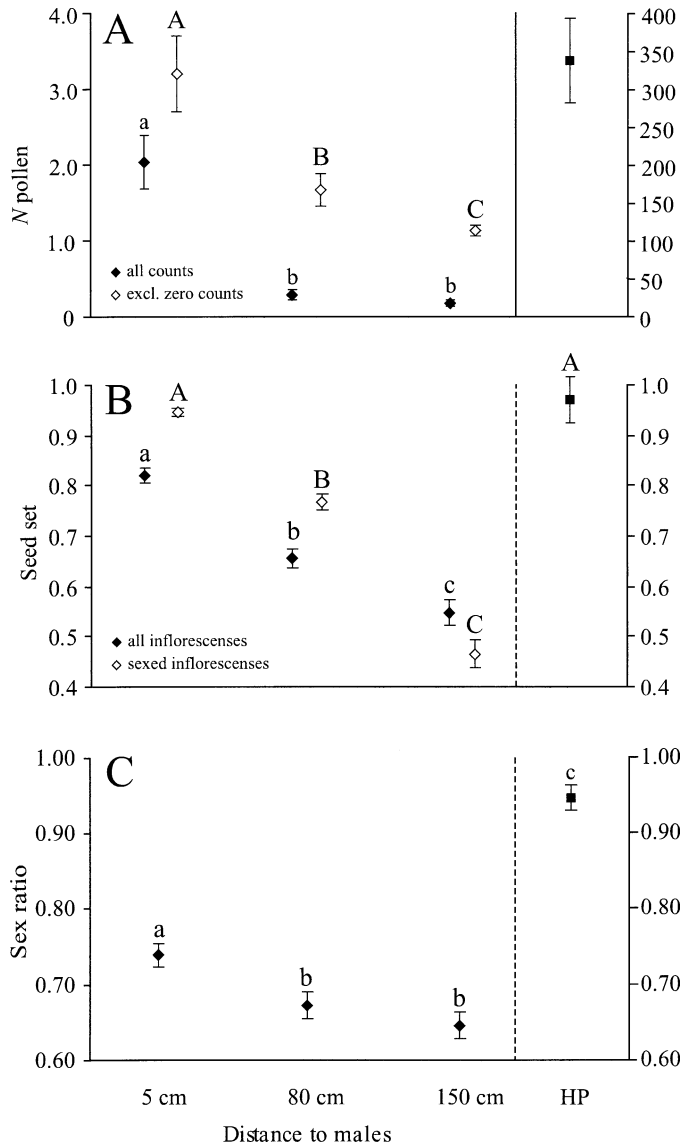 A
N pollen
4.0
3.0
2.0
1.0
0
A
a
B
b
C
b
all counts
excl. zero counts
400
350
300
250
200
150
100
50
0
B
Seed set
1.0
0.9
0.8
0.7
0.6
0.5
0.4
A
a
B
b
c
C
A
all inflorescenses
sexed inflorescenses
1.0
0.9
0.8
0.7
0.6
0.5
0.4
C
Sex ratio
1.00
0.90
0.80
0.70
0.60
a
b
b
c
1.00
0.90
0.80
0.70
0.60
5 cm 80 cm 150 cm HP
Distance to males